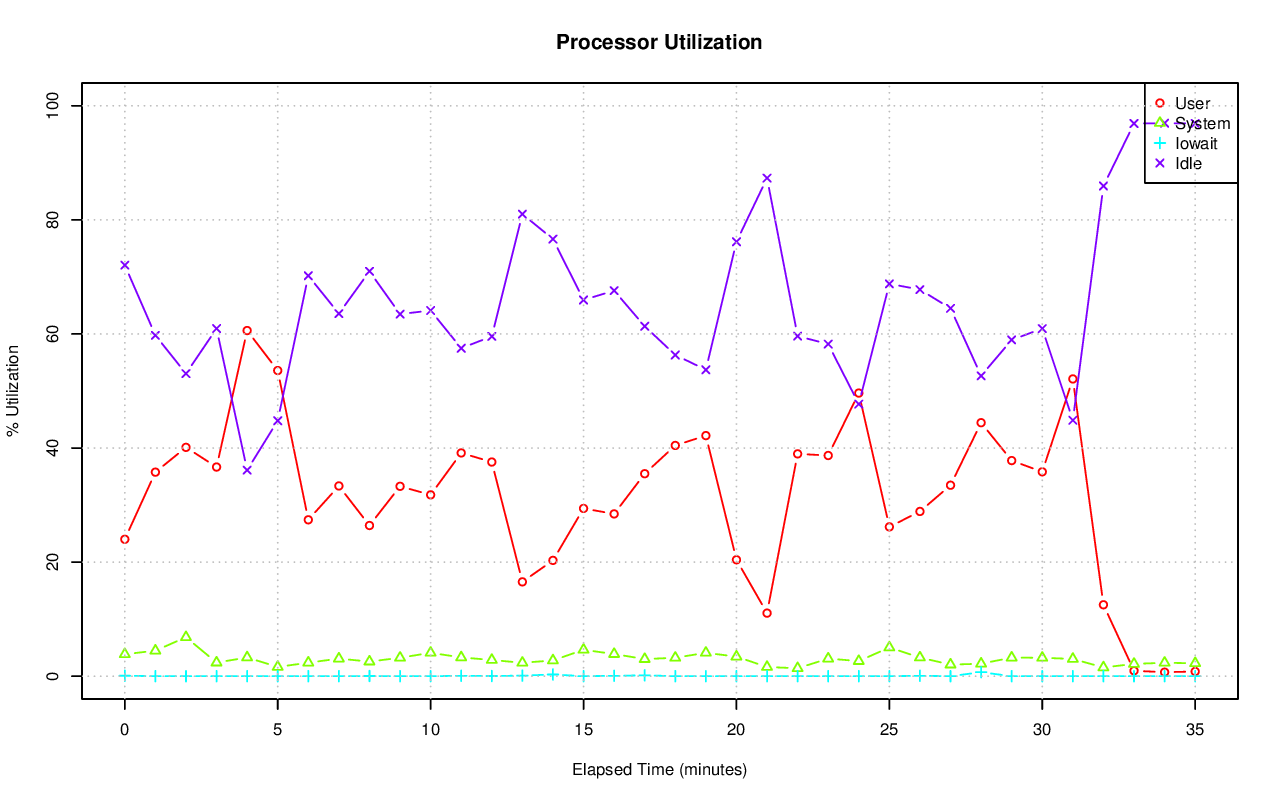 Processor Utilization
% Utilization
100
80
60
40
20
0
User
System
Iowait
Idle
0 5 10 15 20 25 30 35
Elapsed Time (minutes)